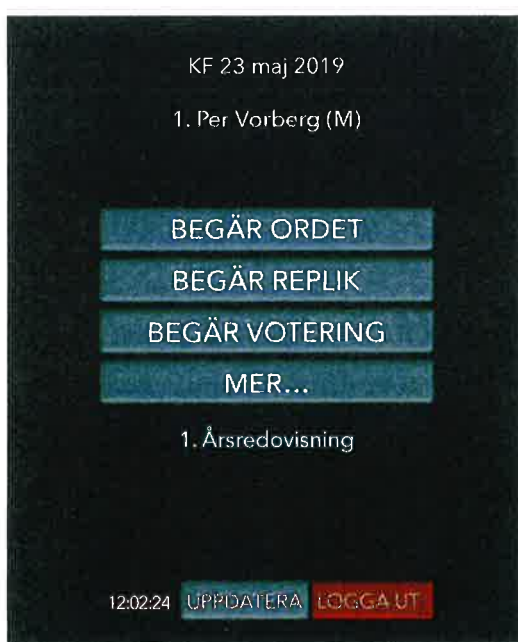 KF 23 maj 2019
1. Per Vorberg (M)
BEGÄR ORDET
BEGÄR REPLIK
BEGÄR VOTERING
MER...
1. Årsredovisning
12:02:24 UPPDATERA LOGGA UT